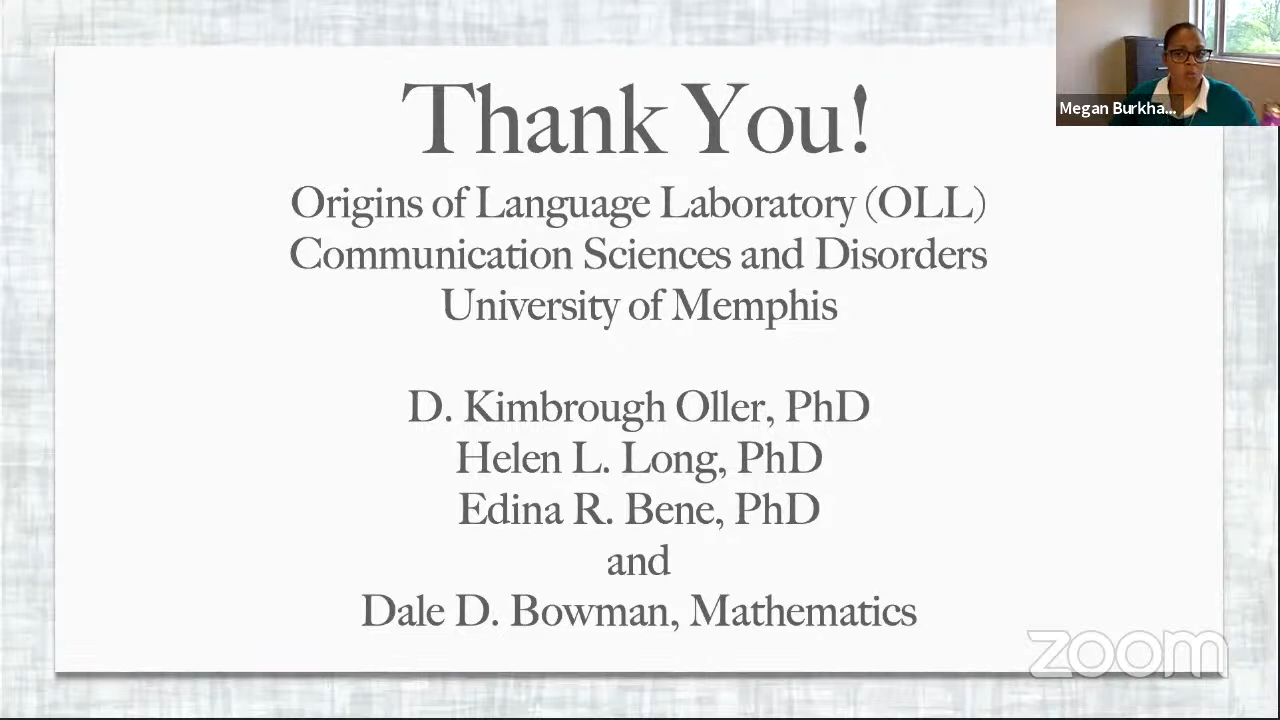 Thank You!
Origins of Language Laboratory (OLL)
Communication Sciences and Disorders
University of Memphis
D. Kimbrough Oller, PhD
Helen L. Long, PhD
Edina R. Bene, PhD
and
Dale D. Bowman, Mathematics
Megan Burkha...
zoom